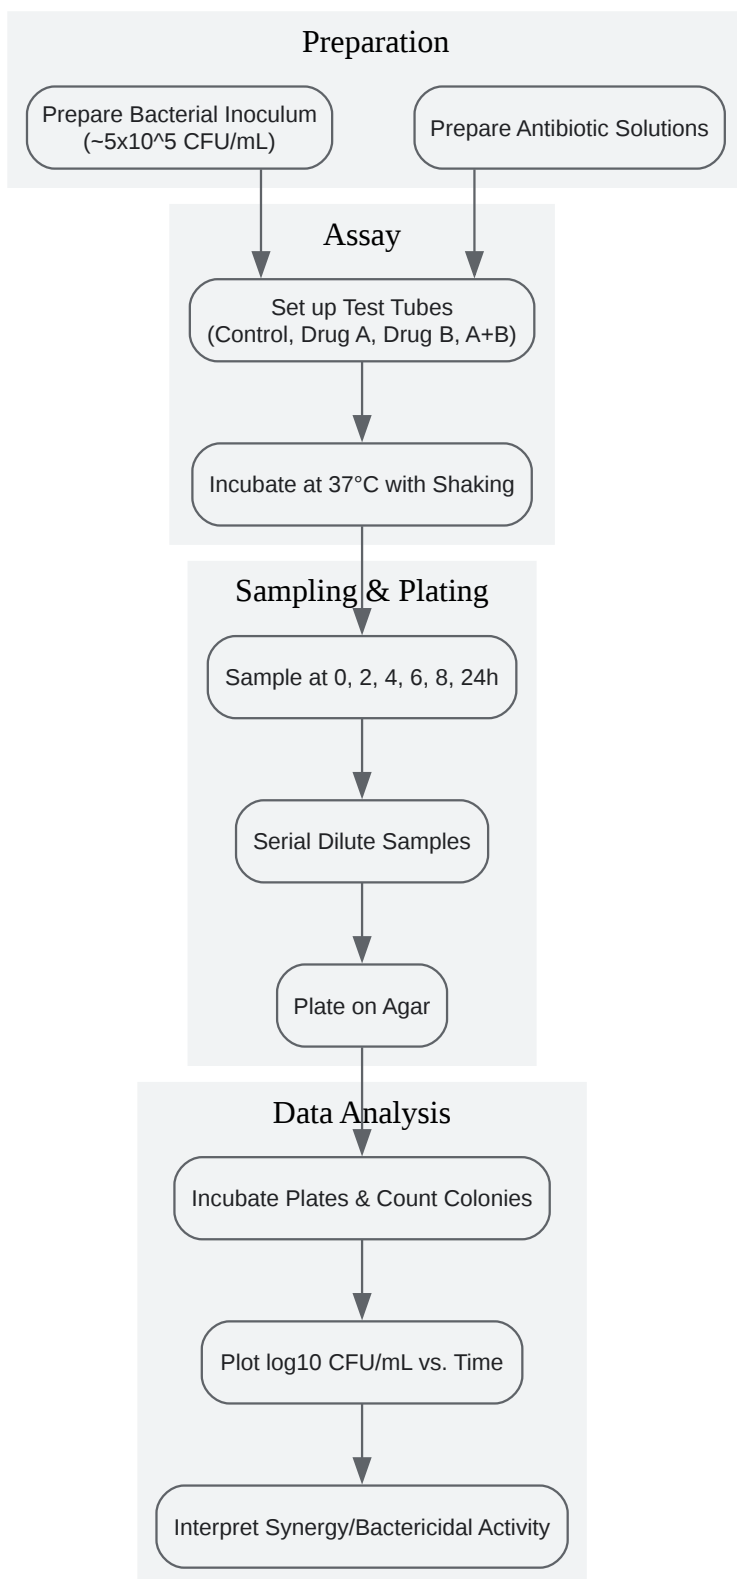 Preparation
Prepare Bacterial Inoculum
(~5x10^5 CFU/mL)
Prepare Antibiotic Solutions
Assay
Set up Test Tubes
(Control, Drug A, Drug B, A+B)
Incubate at 37°C with Shaking
Sampling & Plating
Sample at 0, 2, 4, 6, 8, 24h
Serial Dilute Samples
Plate on Agar
Data Analysis
Incubate Plates & Count Colonies
Plot log10 CFU/mL vs. Time
Interpret Synergy/Bactericidal Activity